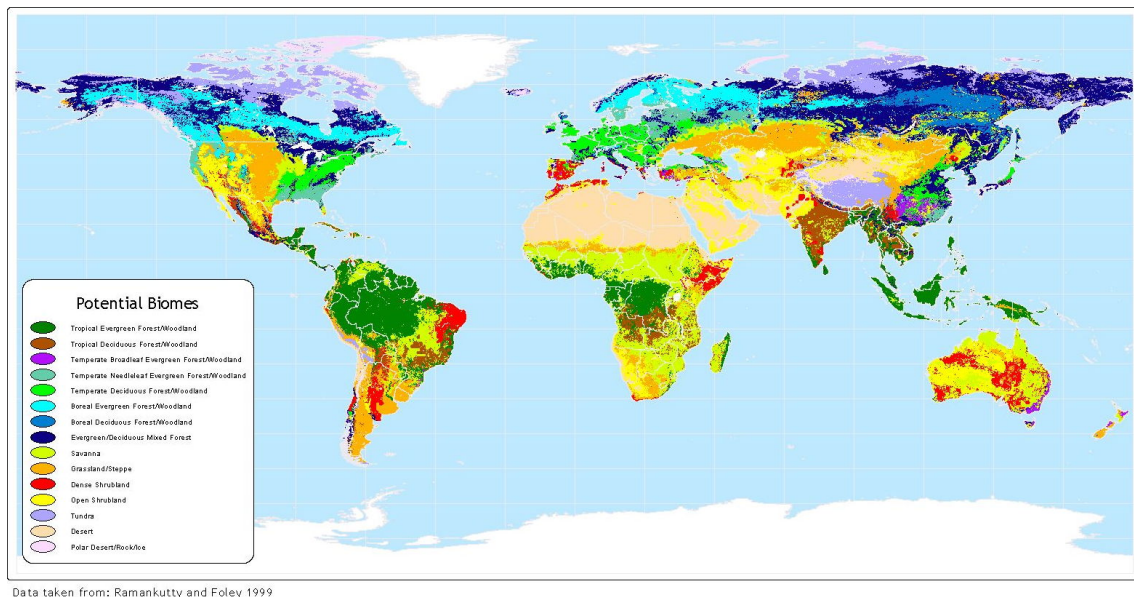 Potential Biomes
Tropical Evergreen Forest/Woodland
Tropical Deciduous Forest/Woodland
Temperate Broadleaf Evergreen Forest/Woodland
Temperate Needleleaf Evergreen Forest/Woodland
Temperate Deciduous Forest/Woodland
Boreal Evergreen Forest/Woodland
Boreal Deciduous Forest/Woodland
Evergreen/Deciduous Mixed Forest
Savanna
Grassland/Steppe
Dense Shrubland
Open Shrubland
Tundra
Desert
Polar Desert/Rock/Ice
Data taken from: Ramankutty and Foley 1999